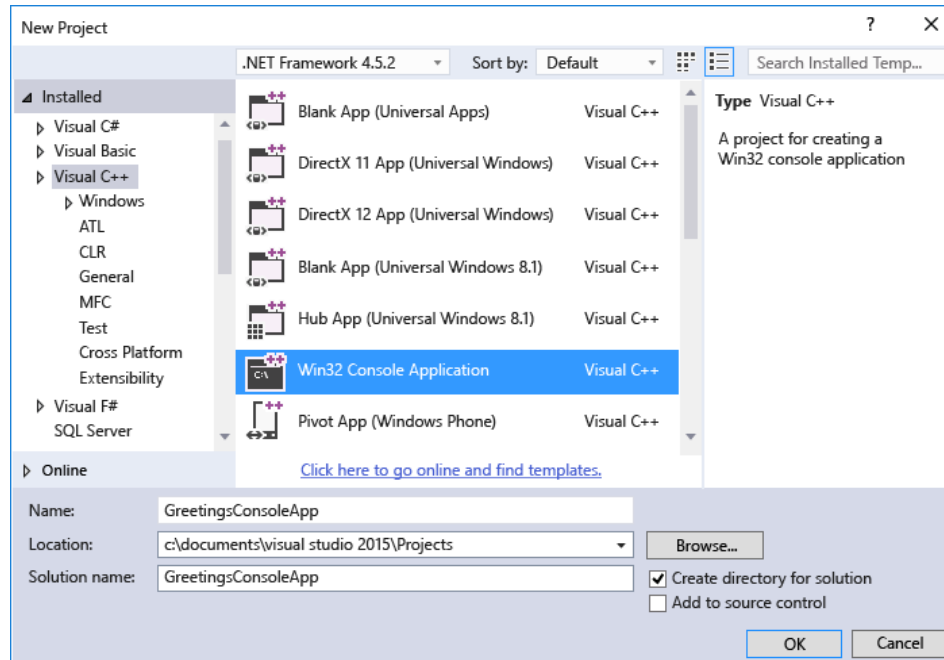 New Project
?
.NET Framework 4.5.2
Sort by: Default
Search Installed Temp...
Installed
Visual C#
Visual Basic
Visual C++
Windows
ATL
CLR
General
MFC
Test
Cross Platform
Extensibility
Visual F#
SQL Server
Online
Blank App (Universal Apps) Visual C++
DirectX 11 App (Universal Windows) Visual C++
DirectX 12 App (Universal Windows) Visual C++
Blank App (Universal Windows 8.1) Visual C++
Hub App (Universal Windows 8.1) Visual C++
Win32 Console Application Visual C++
Pivot App (Windows Phone) Visual C++
Click here to go online and find templates.
Type Visual C++
A project for creating a
Win32 console application
Name: GreetingsConsoleApp
Location: c:\documents\visual studio 2015\Projects
Browse...
Solution name: GreetingsConsoleApp
Create directory for solution
Add to source control
OK
Cancel